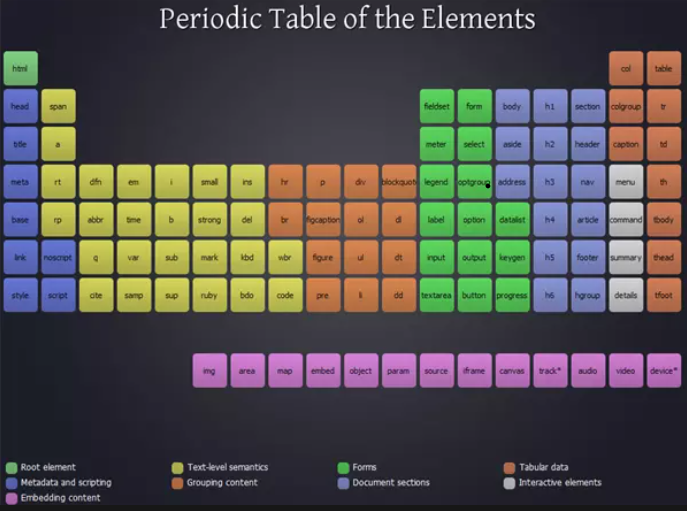 Periodic Table of the Elements
html col table
head span fieldset form body h1 section colgroup tr
title a meter select aside h2 header caption td
meta rt dfn em i small ins hr p div blockquote legend optgroup address h3 nav menu th
base rp abbr time b strong del br figcaption ol dl label option datalist h4 article command tbody
link noscript q var sub mark kbd wbr figure ul dt input output keygen h5 footer summary thead
style script cite samp sup ruby bdo code pre li dd textarea button progress h6 hgroup details tfoot
img area map embed object param source iframe canvas track* audio video device*
Root element Text-level semantics Forms Tabular data
Metadata and scripting Grouping content Document sections Interactive elements
Embedding content